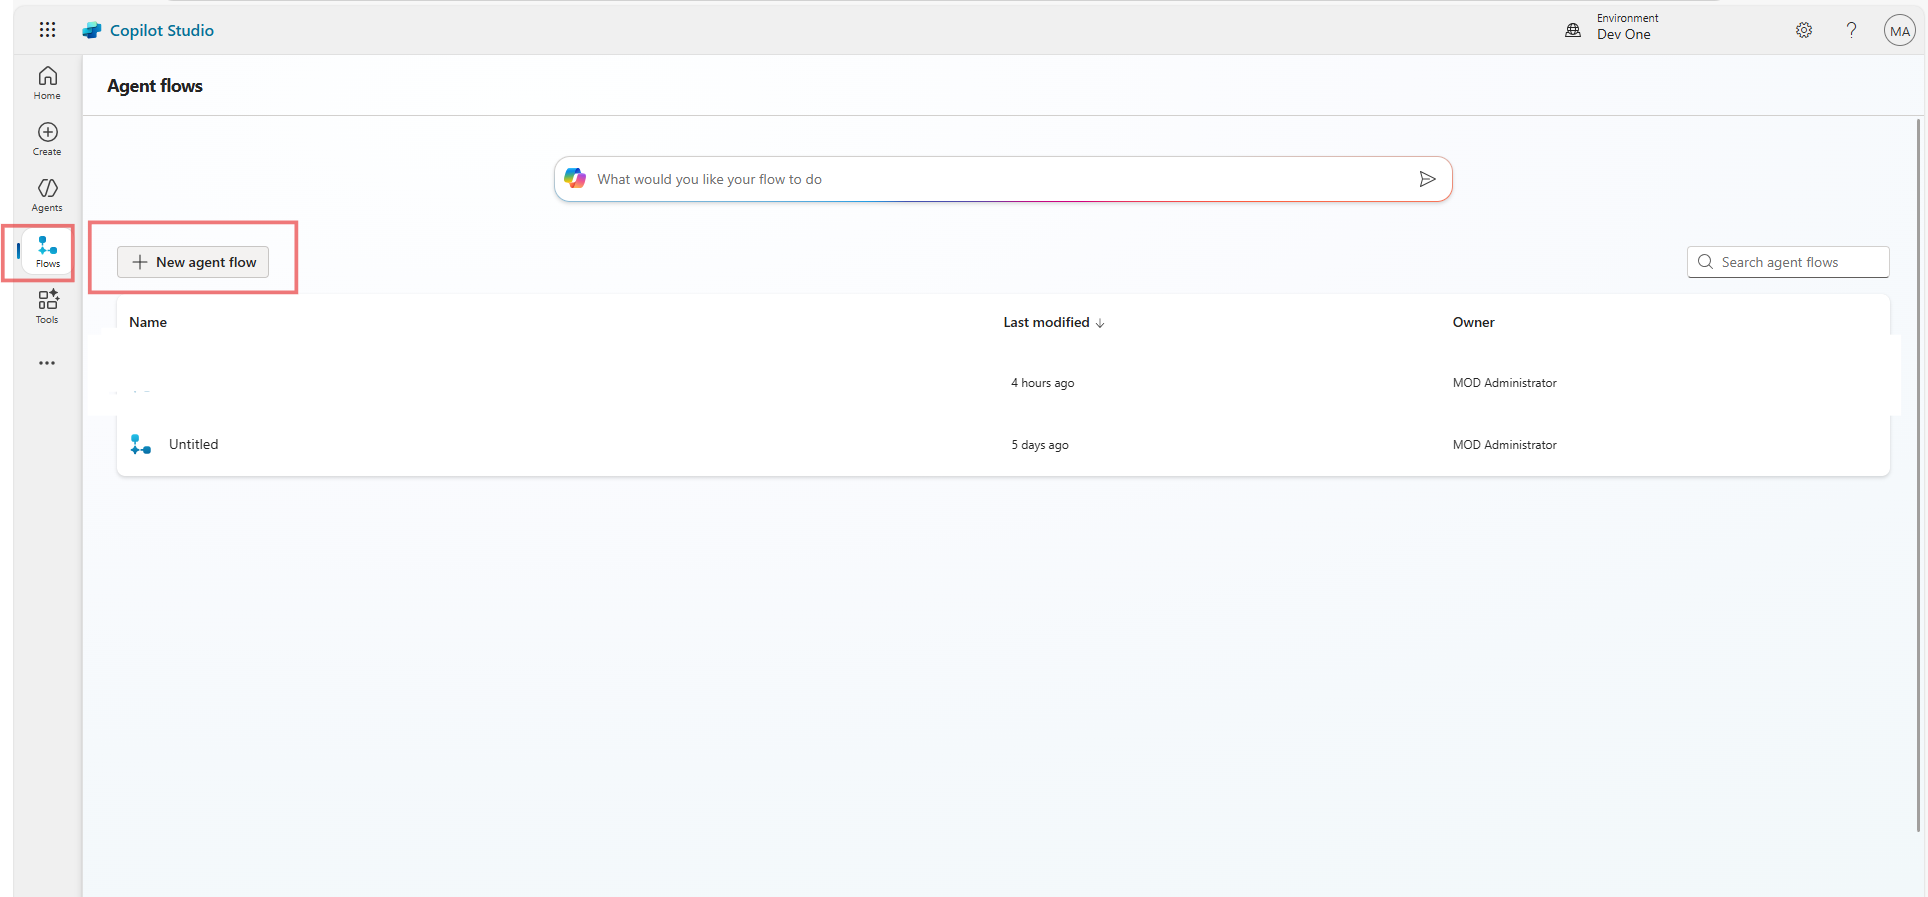 Copilot Studio
Environment
Dev One
MA
Home
Create
Agents
Flows
Tools
Agent flows
What would you like your flow to do
New agent flow
Search agent flows
Name Last modified Owner
4 hours ago MOD Administrator
Untitled 5 days ago MOD Administrator